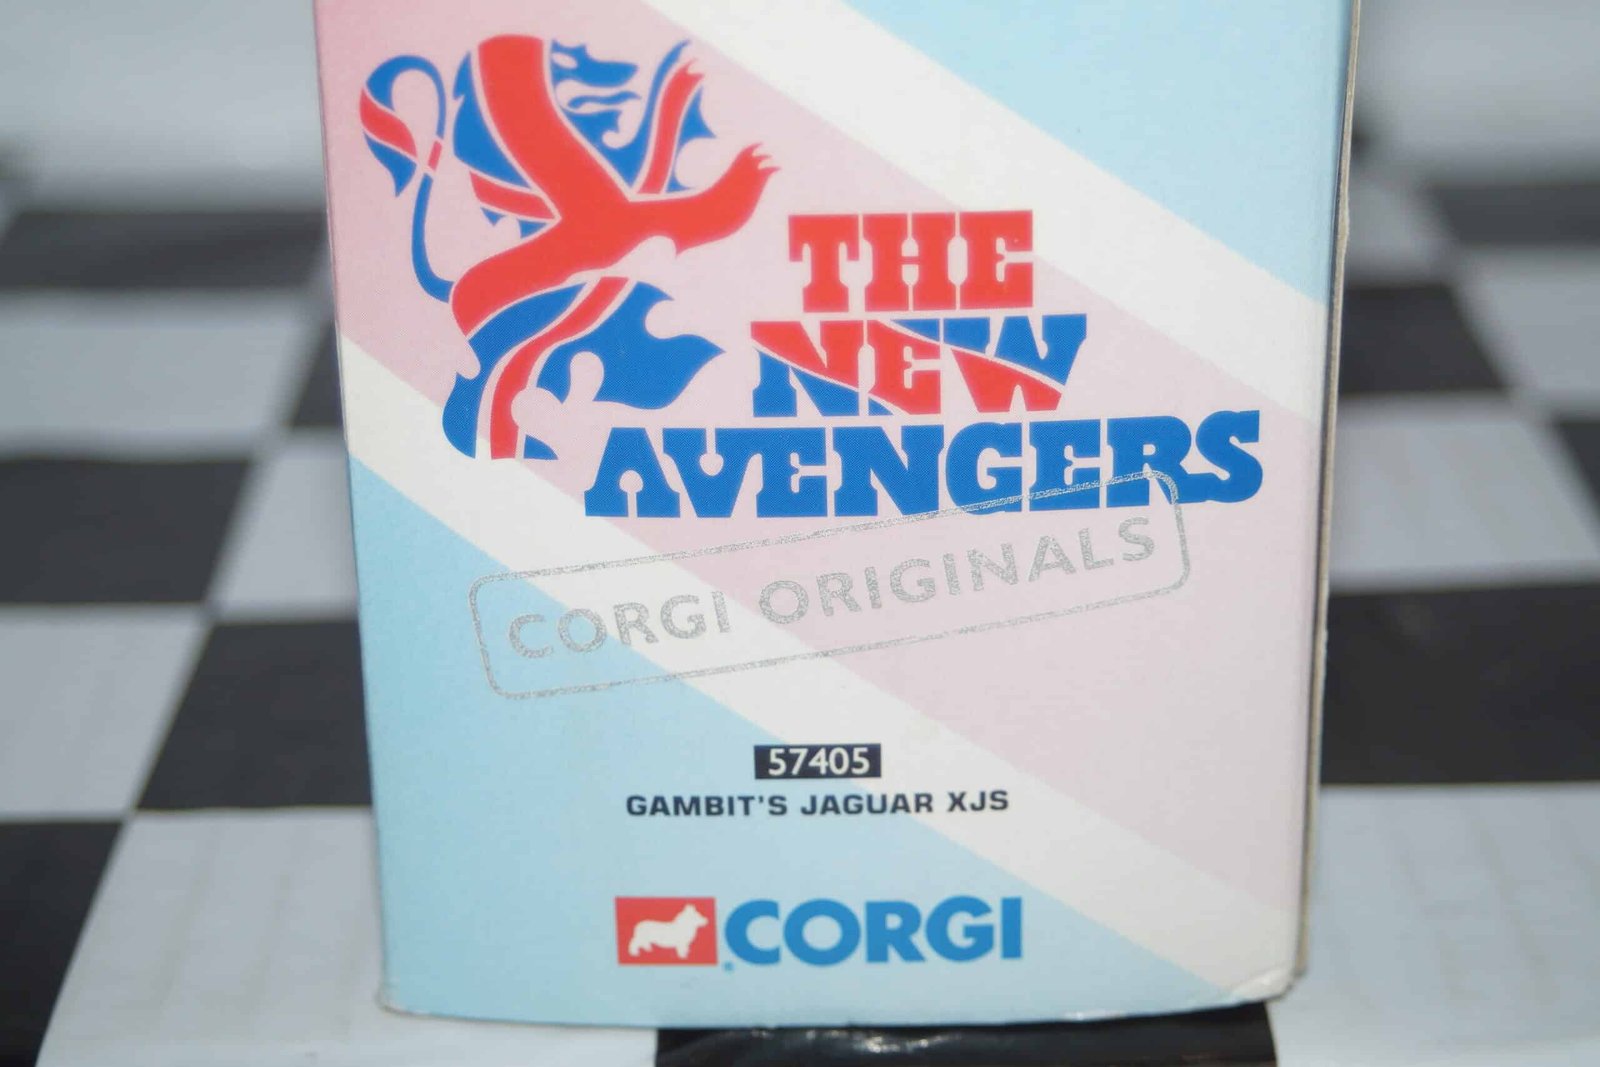 THE
NEW
AVENGERS
CORGI ORIGINALS
57405
GAMBIT'S JAGUAR XJS
CORGI